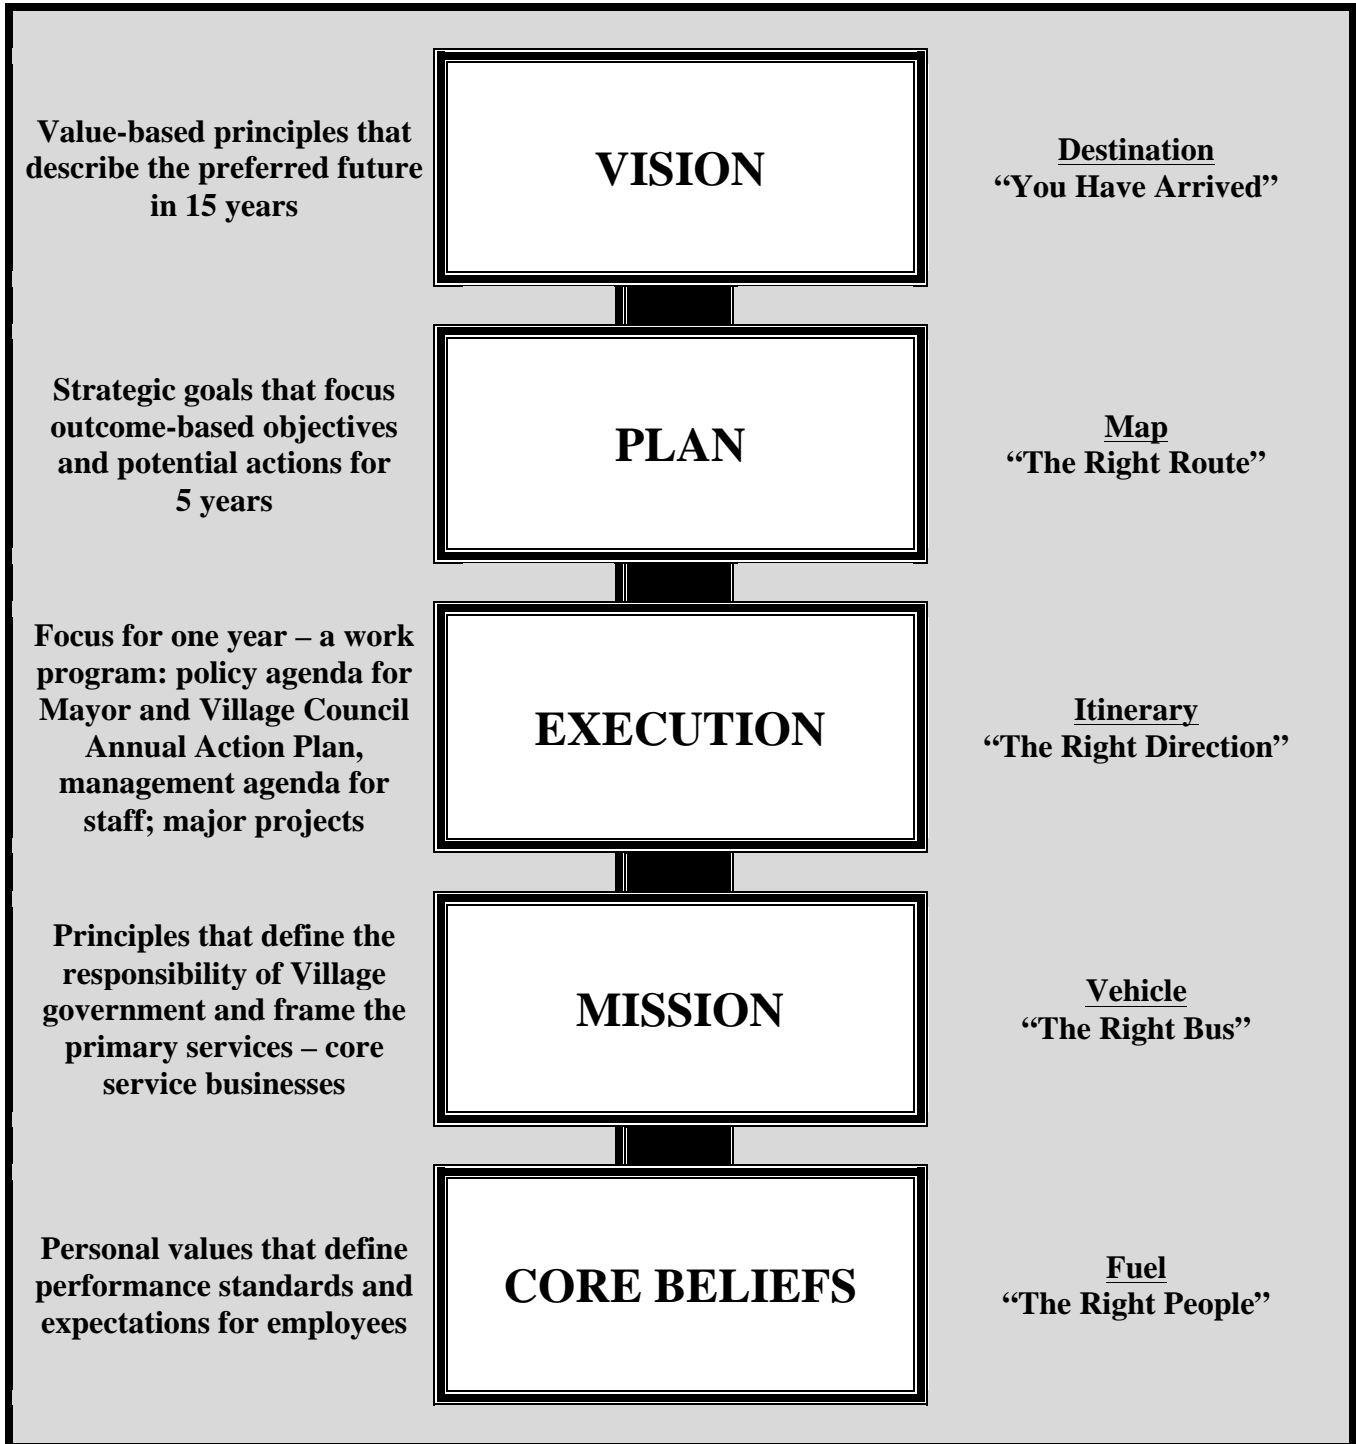 Value-based principles that
describe the preferred future
in 15 years
VISION
Destination
“You Have Arrived”
Strategic goals that focus
outcome-based objectives
and potential actions for
5 years
PLAN
Map
“The Right Route”
Focus for one year – a work
program: policy agenda for
Mayor and Village Council
Annual Action Plan,
management agenda for
staff; major projects
EXECUTION
Itinerary
“The Right Direction”
Principles that define the
responsibility of Village
government and frame the
primary services – core
service businesses
MISSION
Vehicle
“The Right Bus”
Personal values that define
performance standards and
expectations for employees
CORE BELIEFS
Fuel
“The Right People”